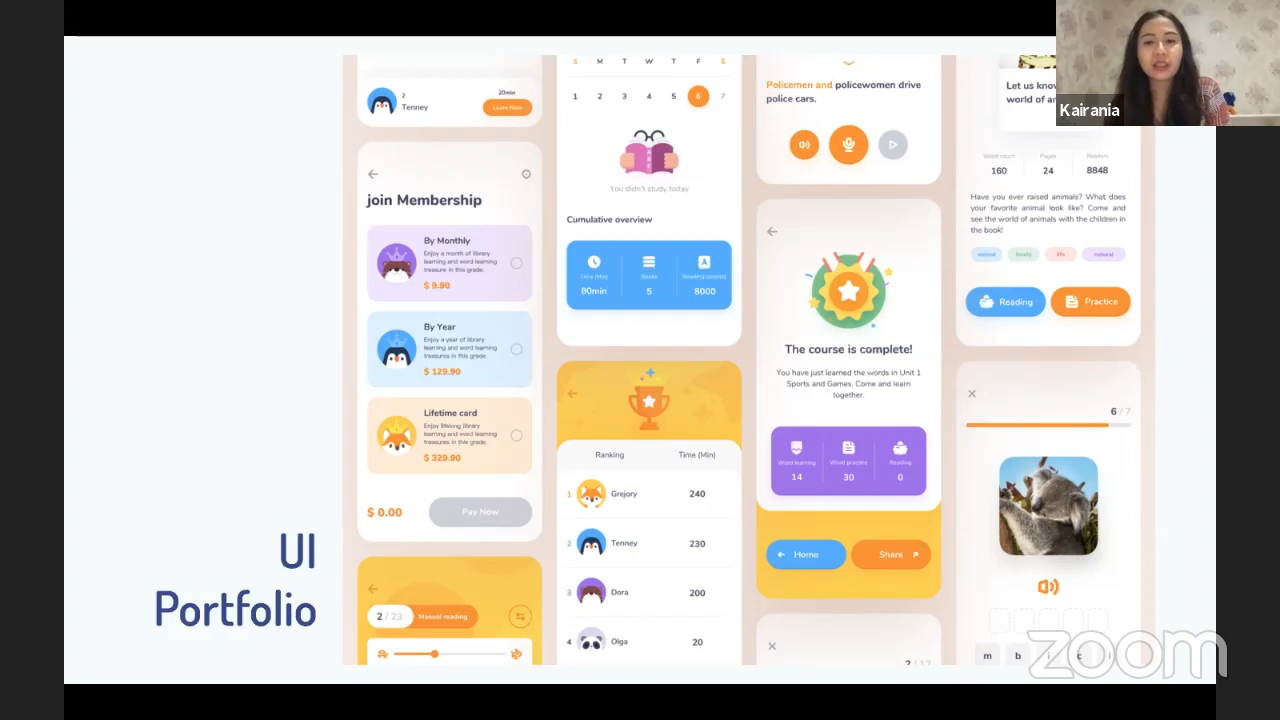 UI
Portfolio
2
Tenney
20min
Learn Now
join Membership
By Monthly
Enjoy a month of library
learning and word learning
treasure in this grade.
$ 9.90
By Year
Enjoy a year of library
learning and word learning
treasures in this grade.
$ 129.90
Lifetime card
Enjoy lifelong library
learning and word learning
treasures in this grade.
$ 329.90
$ 0.00
Pay Now
2 / 23
Manual reading
S M T W T F S
1 2 3 4 5 6 7
A B C
You didn't study today
Cumulative overview
Data (Min)
80min
Books
5
8000
Ranking
Time (Min)
1 Grejory 240
2 Tenney 230
3 Dora 200
4 Olga 20
Policemen and policewomen drive
police cars.
The course is complete!
You have just learned the words in Unit 1
Sports and Games. Come and learn
together.
Word learning
14
Word practice
30
Reading
0
Home
Share
Let us know
world of an
Word count
160
Pages
24
Readers
8848
Have you ever raised animals? What does
your favorite animal look like? Come and
see the world of animals with the children in
the book!
animal
lovely
life
natural
Reading
Practice
6 / 7
m b i c l
Kairania
zoom